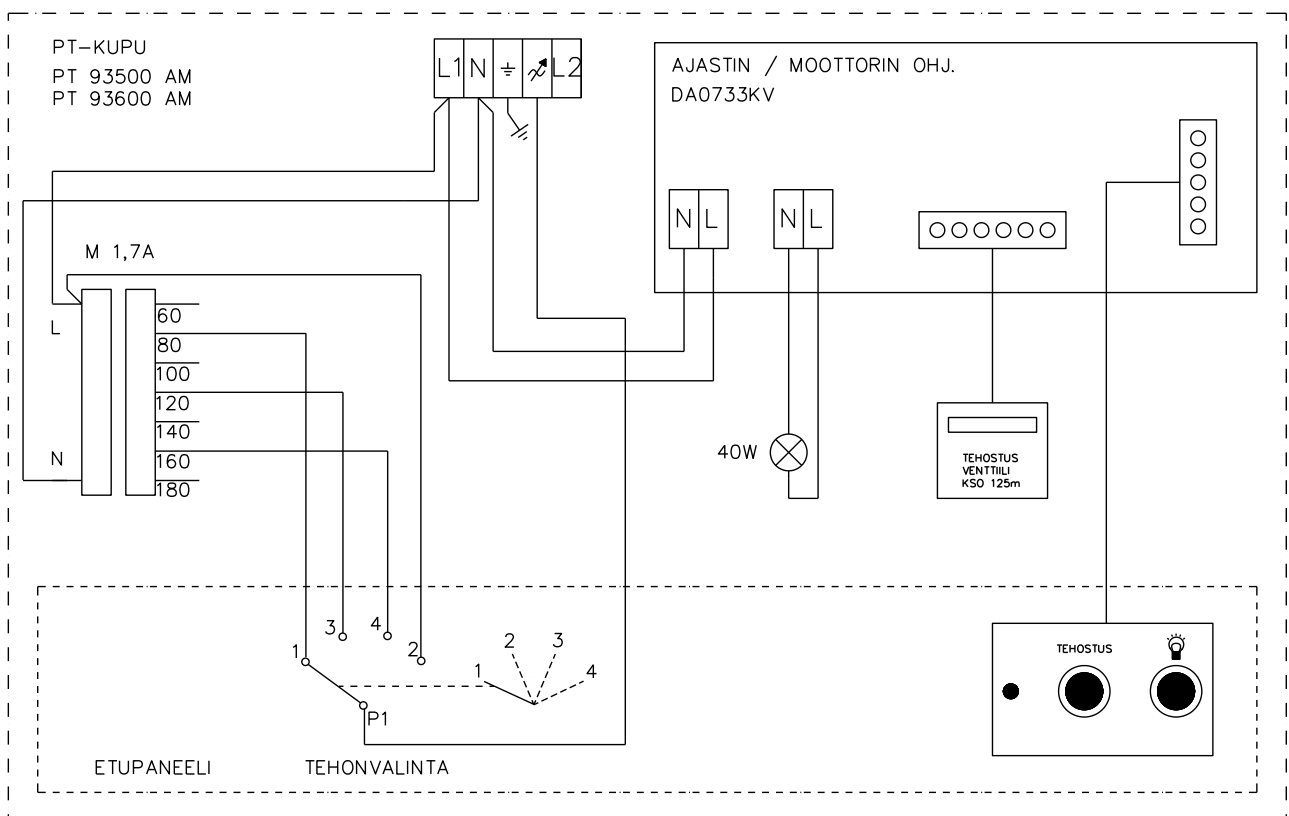 PT-KUPU
PT 93500 AM
PT 93600 AM
L1 N L2
AJASTIN / MOOTTORIN OHJ.
DA0733KV
N L
N L
M 1,7A
L
60
80
100
120
140
160
180
N
40W
TEHOSTUS
VENTTIILI
KSO 125m
1
3
4
2
P1
1
2
3
4
TEHOSTUS
ETUPANEELI
TEHONVALINTA